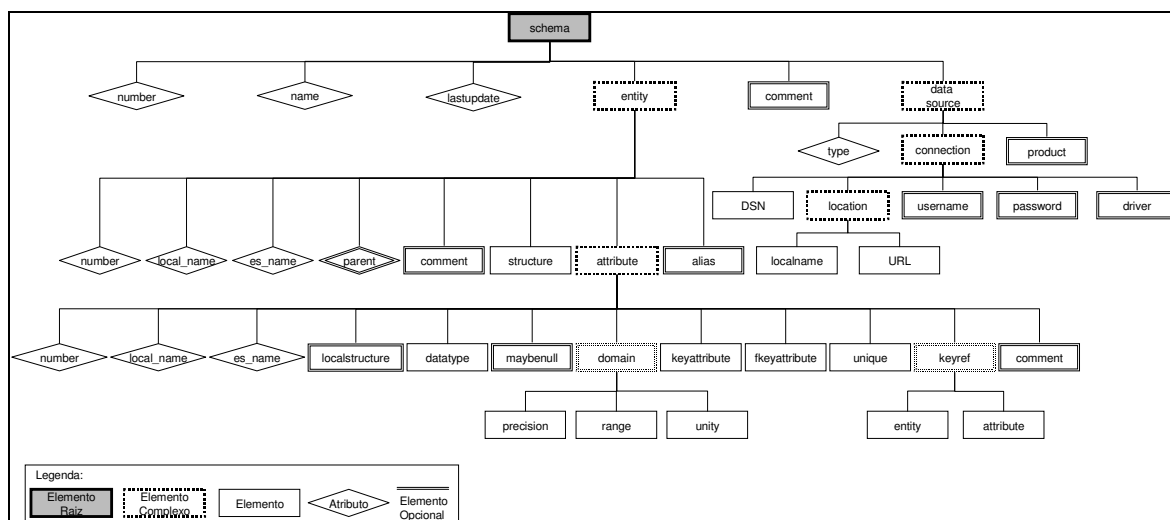 schema
number
name
lastupdate
entity
comment
data
source
type
connection
product
DSN
location
username
password
driver
number
local_name
es_name
parent
comment
structure
attribute
alias
localname
URL
number
local_name
es_name
localstructure
datatype
maybenull
domain
keyattribute
fkeyattribute
unique
keyref
comment
precision
range
unity
entity
attribute
Legenda:
Elemento
Raiz
Elemento
Complexo
Elemento
Atributo
Elemento
Opcional